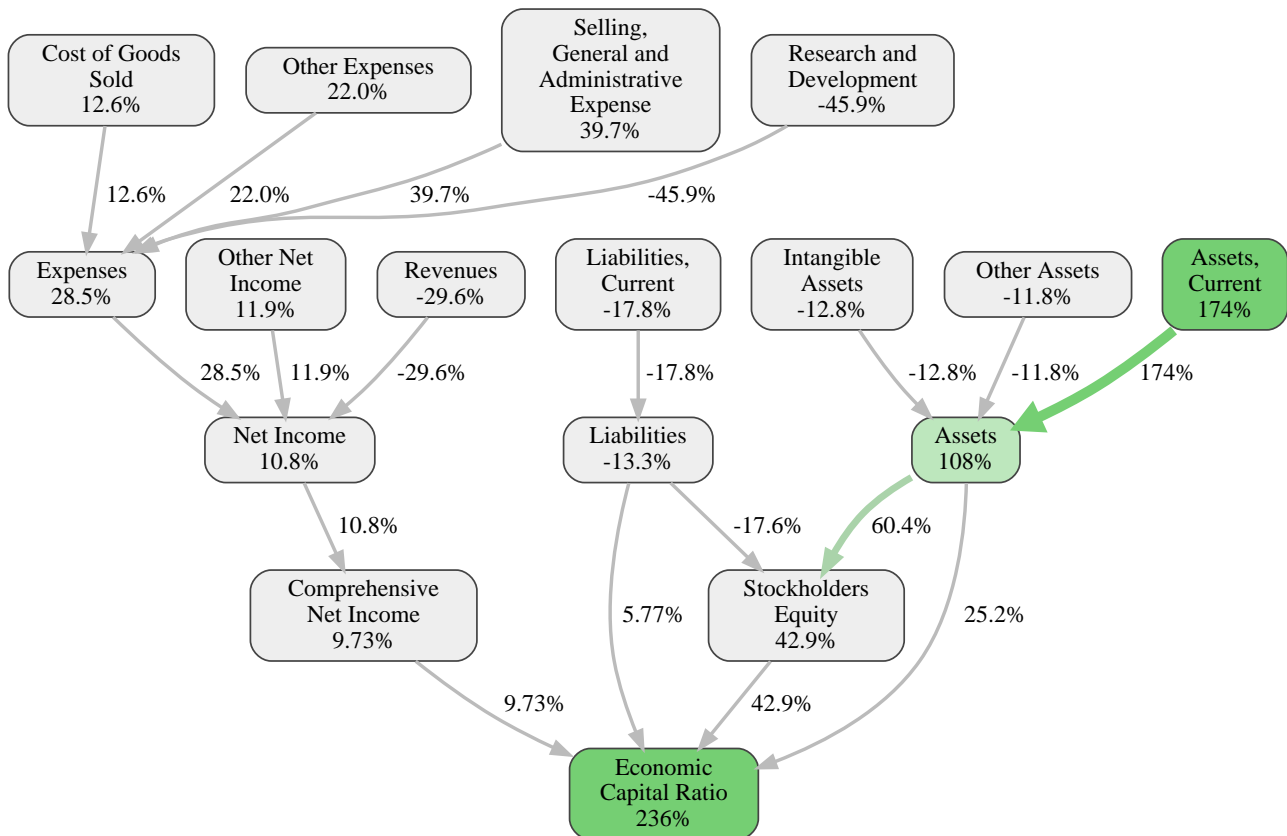 Cost of Goods
Sold
12.6%
Other Expenses
22.0%
Selling,
General and
Administrative
Expense
39.7%
Research and
Development
-45.9%
12.6%
22.0%
39.7%
-45.9%
Expenses
28.5%
Other Net
Income
11.9%
Revenues
-29.6%
Liabilities,
Current
-17.8%
Intangible
Assets
-12.8%
Other Assets
-11.8%
Assets,
Current
174%
28.5%
11.9%
-29.6%
-17.8%
-12.8%
-11.8%
174%
Net Income
10.8%
Liabilities
-13.3%
Assets
108%
10.8%
-17.6%
60.4%
Comprehensive
Net Income
9.73%
5.77%
Stockholders
Equity
42.9%
25.2%
9.73%
42.9%
Economic
Capital Ratio
236%